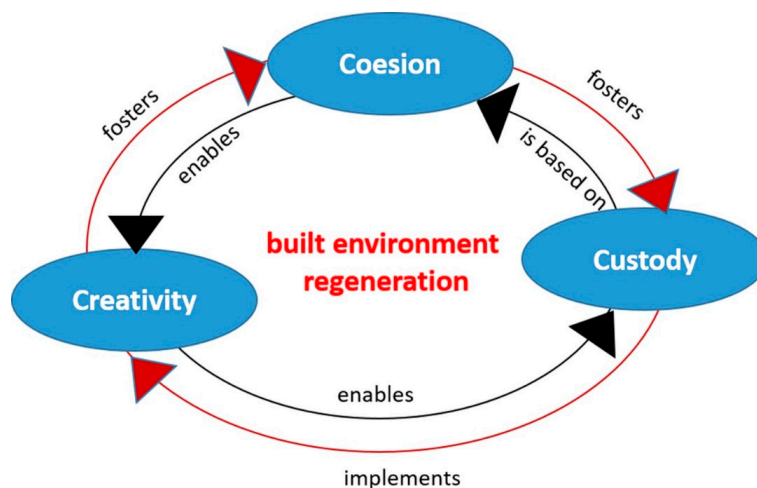 Coesion
fosters
fosters
enables
is based on
built environment
regeneration
Custody
Creativity
enables
implements